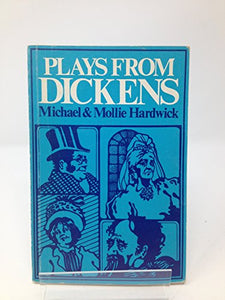 PLAYS FROM
DICKENS
Michael & Mollie Hardwick